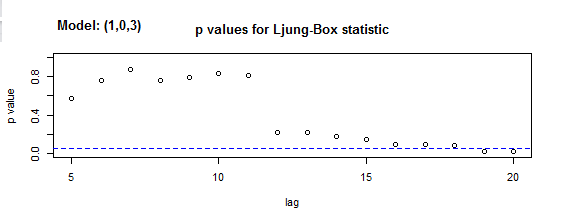 Model: (1,0,3)
p values for Ljung-Box statistic
p value
0.8
0.4
0.0
5
10
15
20
lag